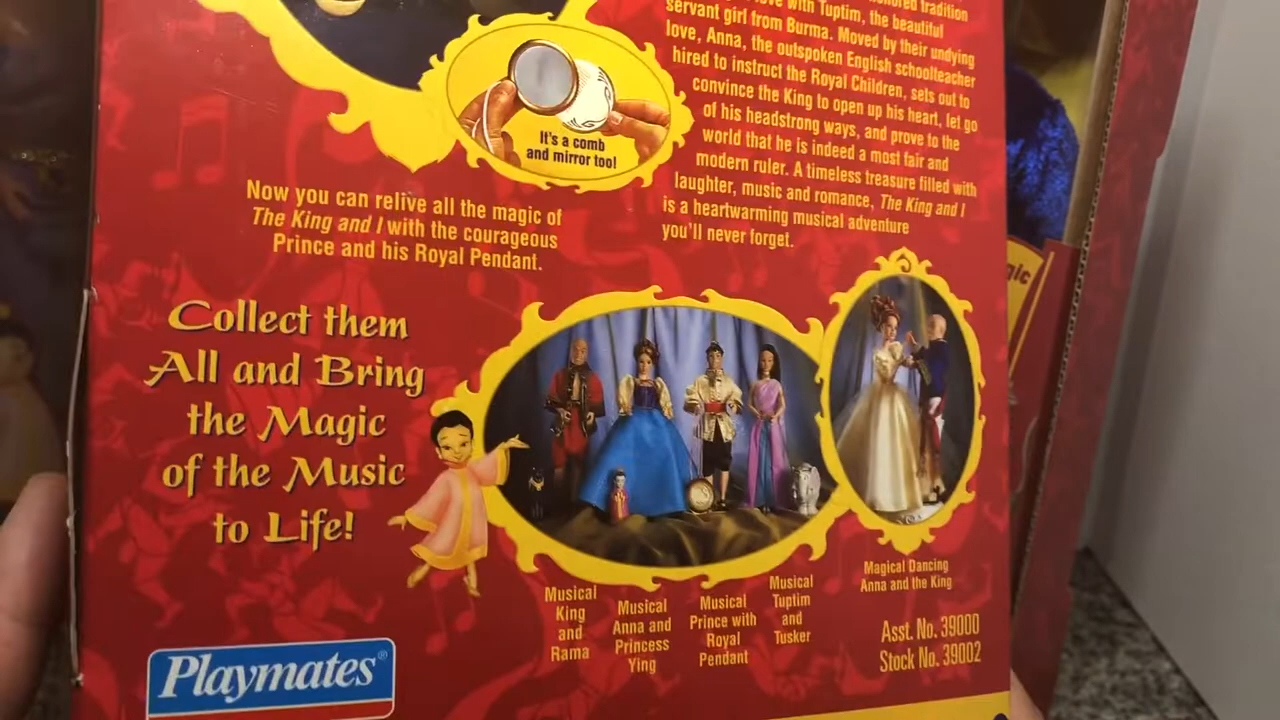 love with Tuptim, the beautiful
servant girl from Burma. Moved by their undying
love, Anna, the outspoken English schoolteacher
hired to instruct the Royal Children, sets out to
convince the King to open up his heart, let go
of his headstrong ways, and prove to the
world that he is indeed a most fair and
modern ruler. A timeless treasure filled with
laughter, music and romance, The King and I
is a heartwarming musical adventure
you'll never forget.
It's a comb
and mirror too!
Now you can relive all the magic of
The King and I with the courageous
Prince and his Royal Pendant.
Collect them
All and Bring
the Magic
of the Music
to Life!
Musical
King
and
Rama
Musical
Anna and
Princess
Ying
Musical
Prince with
Royal
Pendant
Musical
Tuptim
and
Tusker
Magical Dancing
Anna and the King
Asst. No. 39000
Stock No. 39002
Playmates®